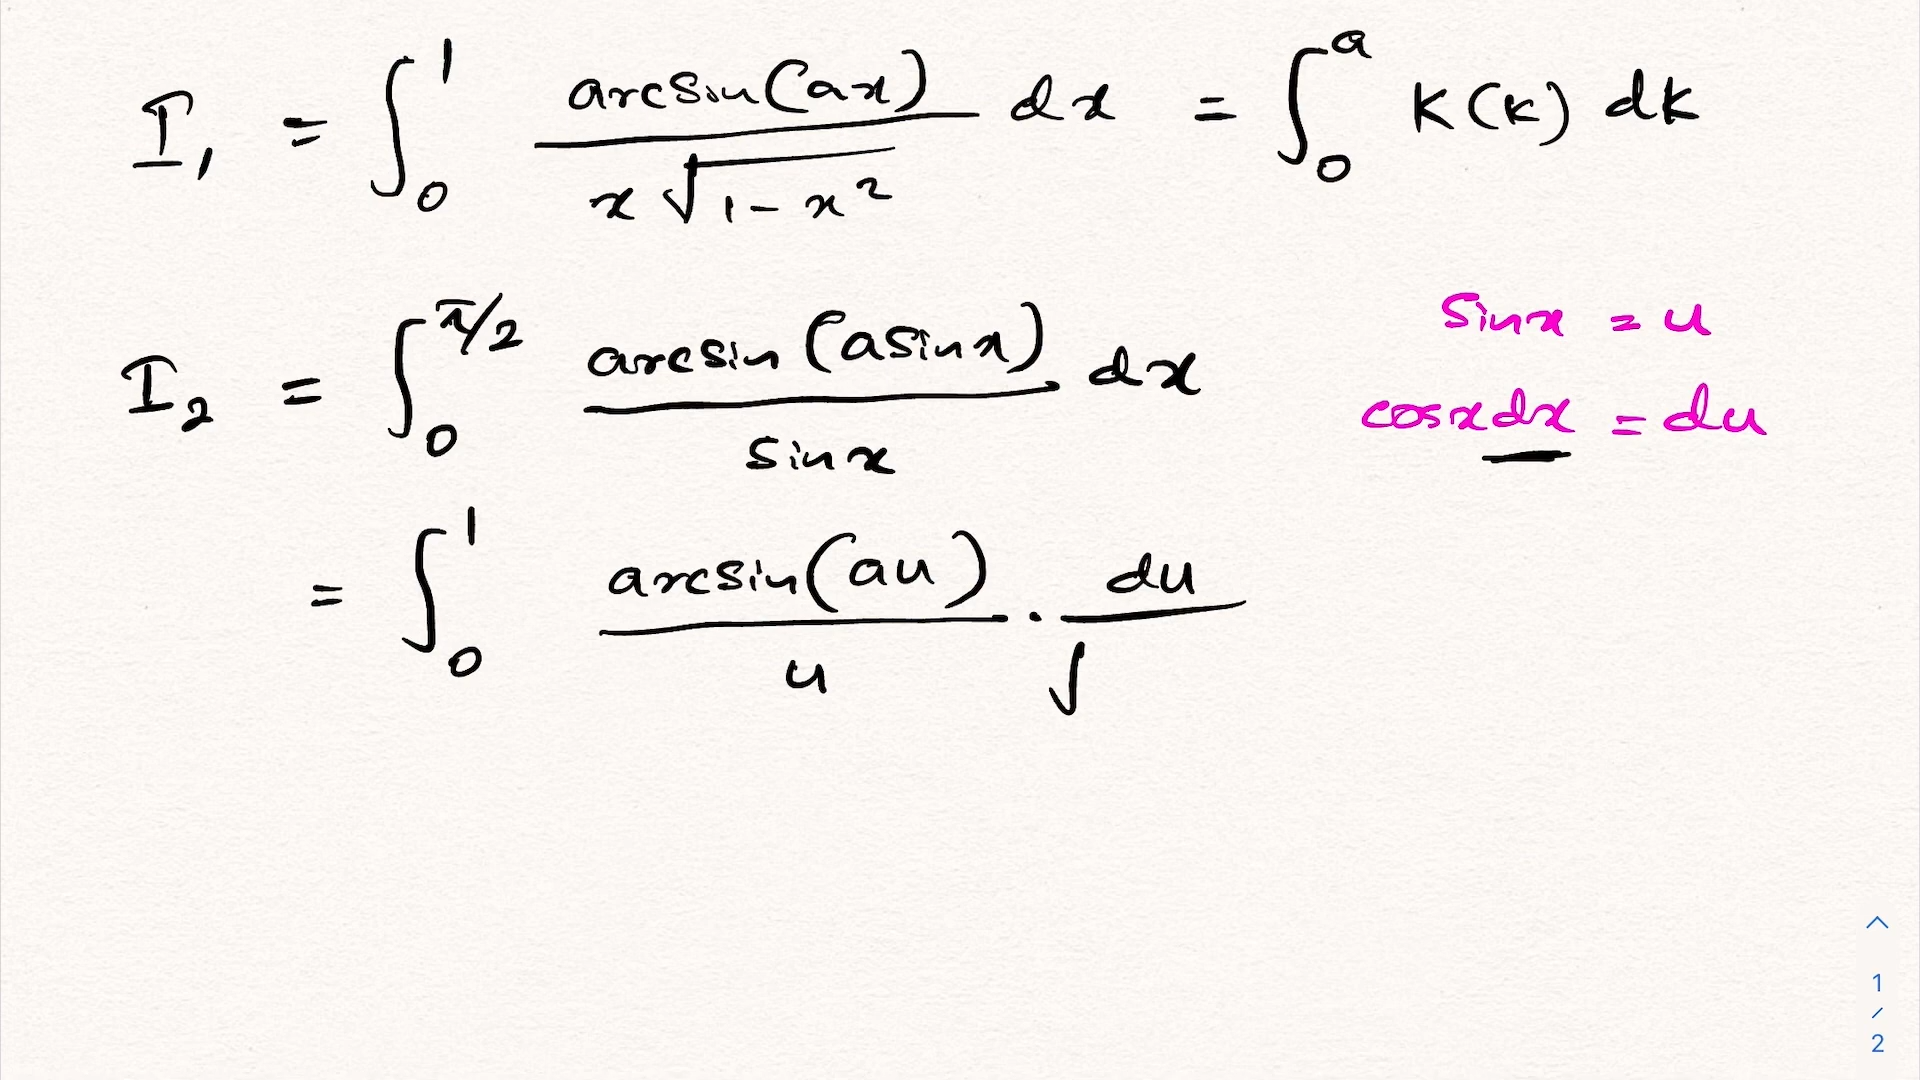 I₁ = ∫₀¹ arcsin(ax) / x√(1-x²) dx = ∫₀ᵃ K(k) dk
I₂ = ∫₀^(π/2) arcsin(a sinx) / sinx dx
sinx = u
cosx dx = du
= ∫₀¹ arcsin(au) / u · du / √
1
/
2